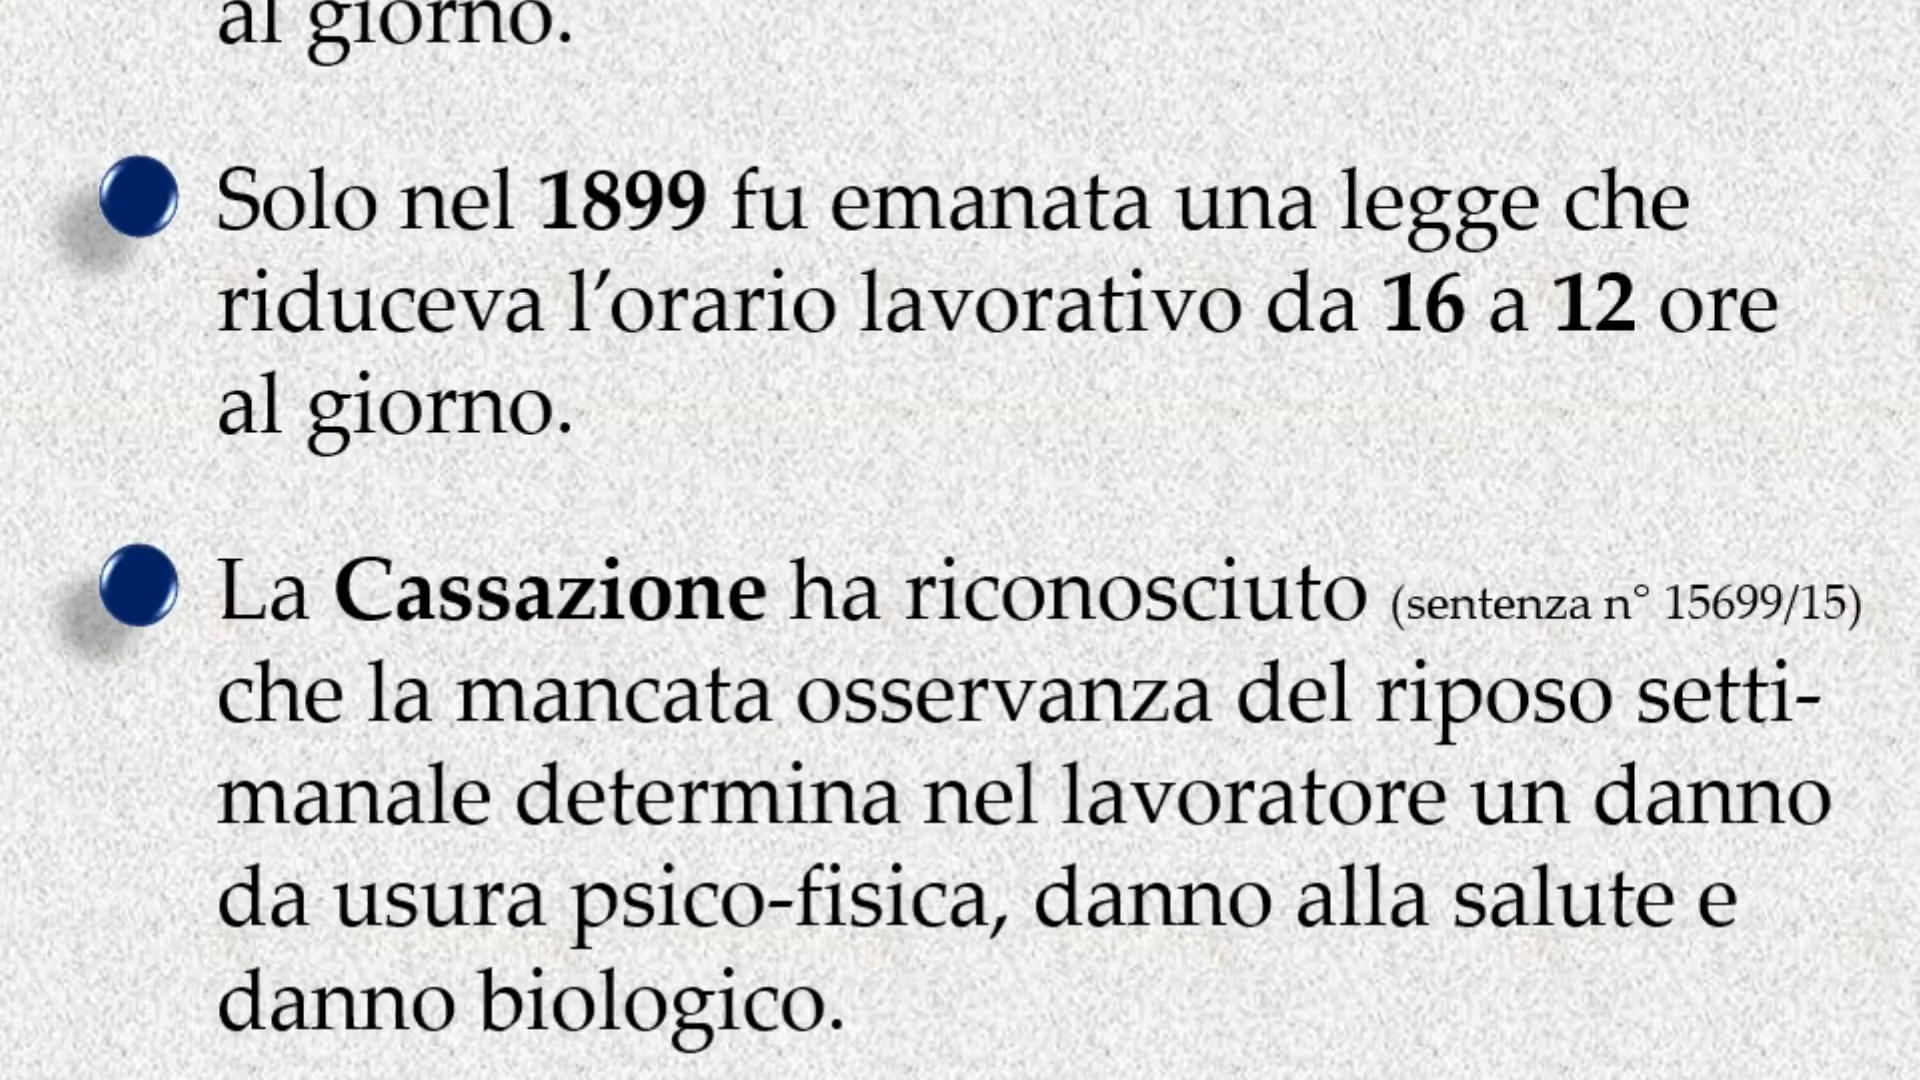 al giorno.
Solo nel 1899 fu emanata una legge che
riduceva l’orario lavorativo da 16 a 12 ore
al giorno.
La Cassazione ha riconosciuto (sentenza n° 15699/15)
che la mancata osservanza del riposo setti-
manale determina nel lavoratore un danno
da usura psico-fisica, danno alla salute e
danno biologico.